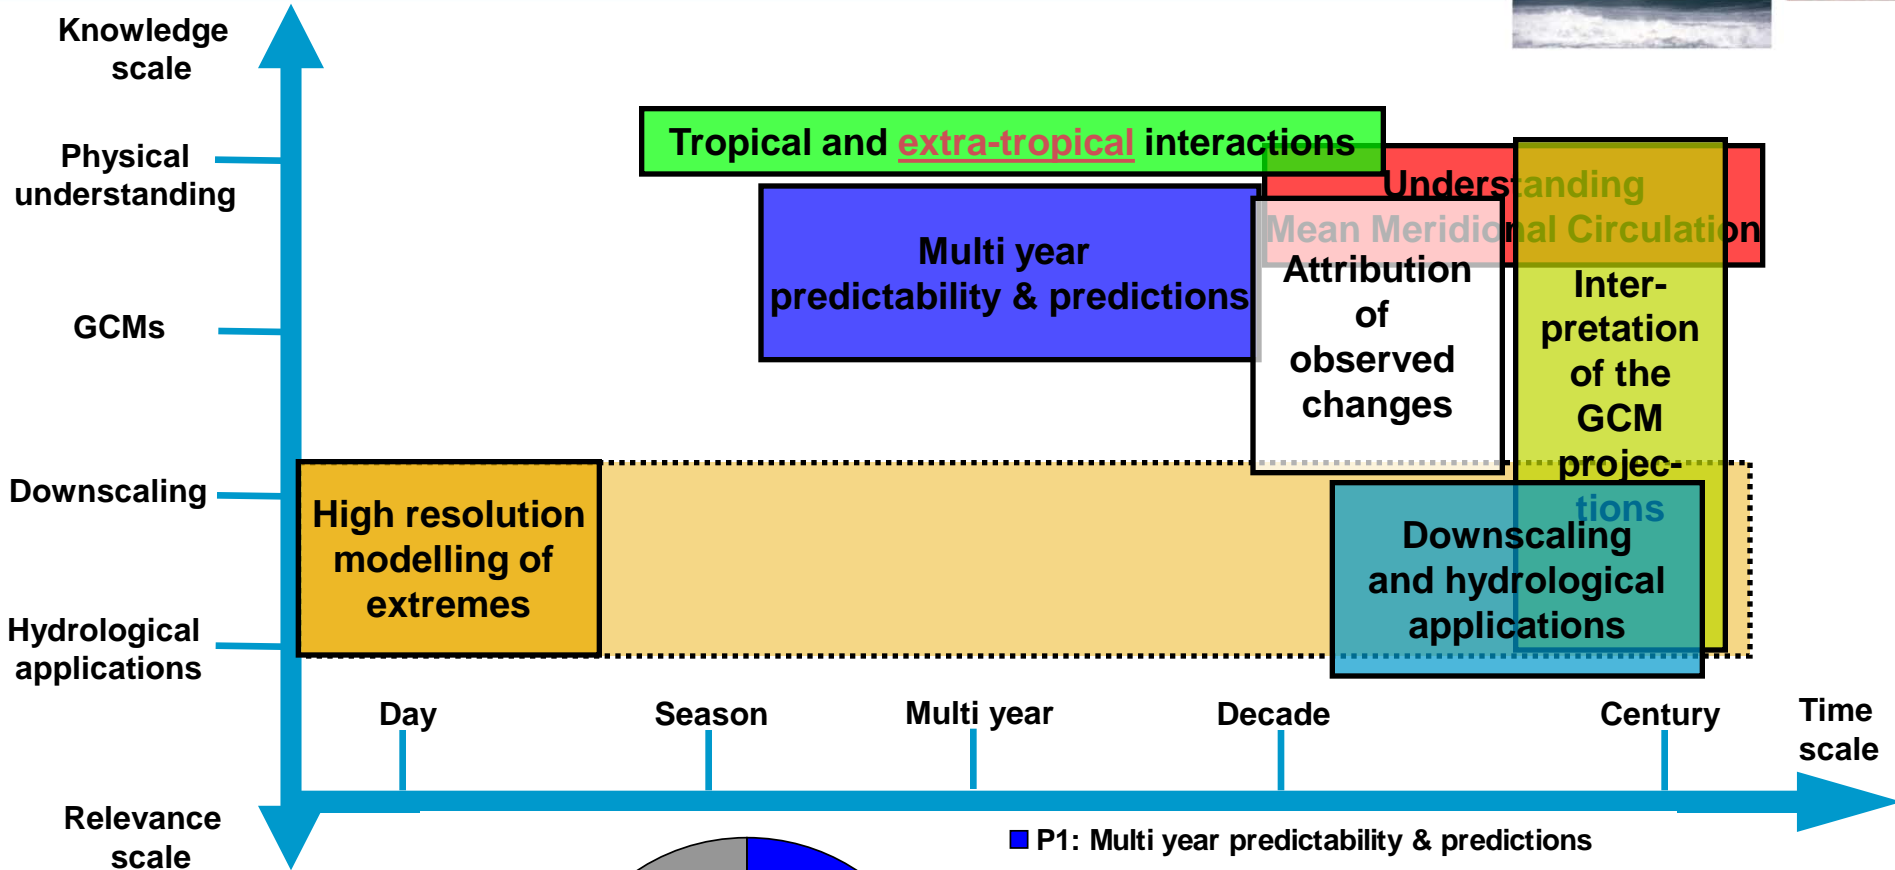 Knowledge
scale
Physical
understanding
GCMs
Downscaling
Hydrological
applications
Relevance
scale
Tropical and extra-tropical interactions
Understanding
Mean Meridional Circulation
Multi year
predictability & predictions
Attribution
of
observed
changes
Inter-
pretation
of the
GCM
projec-
tions
High resolution
modelling of
extremes
Downscaling
and hydrological
applications
Day
Season
Multi year
Decade
Century
Time
scale
P1: Multi year predictability & predictions